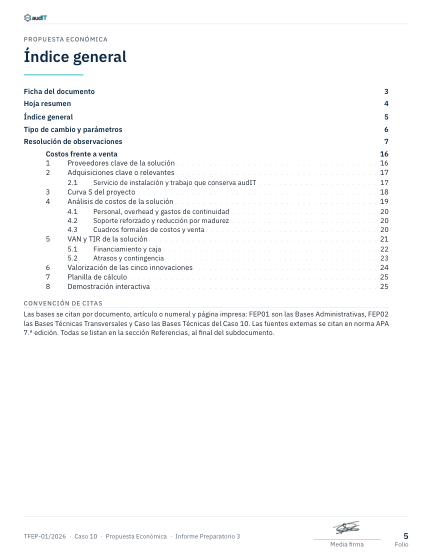 audIT
PROPUESTA ECONÓMICA
Índice general
Ficha del documento 3
Hoja resumen 4
Índice general 5
Tipo de cambio y parámetros 6
Resolución de observaciones 7
Costos frente a venta 16
1 Proveedores clave de la solución 16
2 Adquisiciones clave o relevantes 17
2.1 Servicio de instalación y trabajo que conserva audIT 17
3 Curva S del proyecto 18
4 Análisis de costos de la solución 19
4.1 Personal, overhead y gastos de continuidad 20
4.2 Soporte reforzado y reducción por madurez 20
4.3 Cuadros formales de costos y venta 20
5 VAN y TIR de la solución 21
5.1 Financiamiento y caja 22
5.2 Atrasos y contingencia 23
6 Valorización de las cinco innovaciones 24
7 Planilla de cálculo 25
8 Demostración interactiva 25
CONVENCIÓN DE CITAS
Las bases se citan por documento, artículo o numeral y página impresa: FEP01 son las Bases Administrativas, FEP02
las Bases Técnicas Transversales y Caso las Bases Técnicas del Caso 10. Las fuentes externas se citan en norma APA
7.ª edición. Todas se listan en la sección Referencias, al final del subdocumento.
TFEP-01/2026 · Caso 10 · Propuesta Económica · Informe Preparatorio 3
Media firma
5
Folio